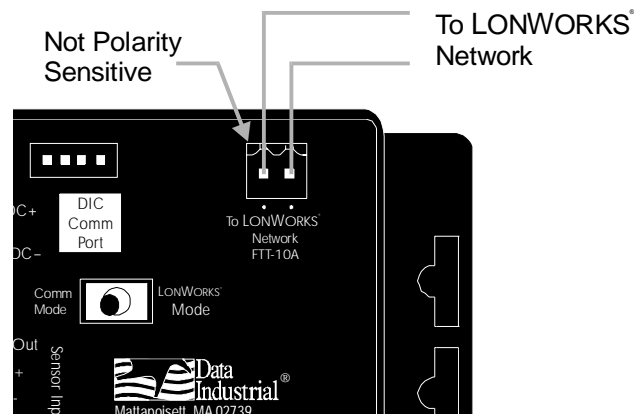 To LONWORKS®
Network
Not Polarity
Sensitive
DIC
Comm
Port
C+
DC-
To LONWORKS®
Network
FTT-10A
Comm
Mode
LONWORKS®
Mode
Out
+
-
Sensor Inp
Data
Industrial®
Mattapoisett, MA 02739